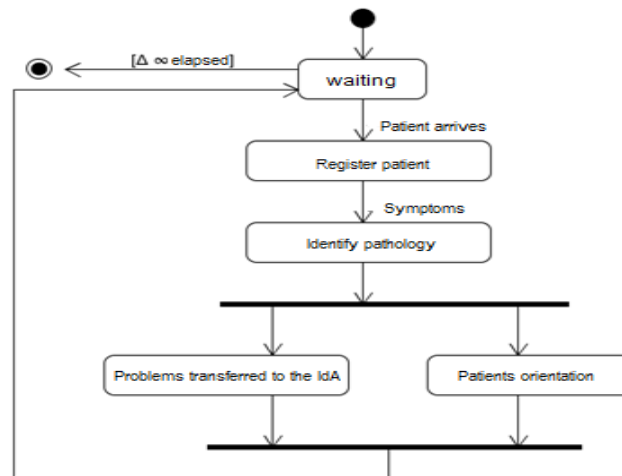 [Δ ∞ elapsed]
waiting
Patient arrives
Register patient
Symptoms
Identify pathology
Problems transferred to the IdA
Patients orientation